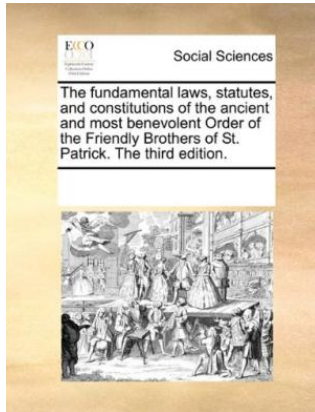 ECCO
Social Sciences
The fundamental laws, statutes,
and constitutions of the ancient
and most benevolent Order of
the Friendly Brothers of St.
Patrick. The third edition.